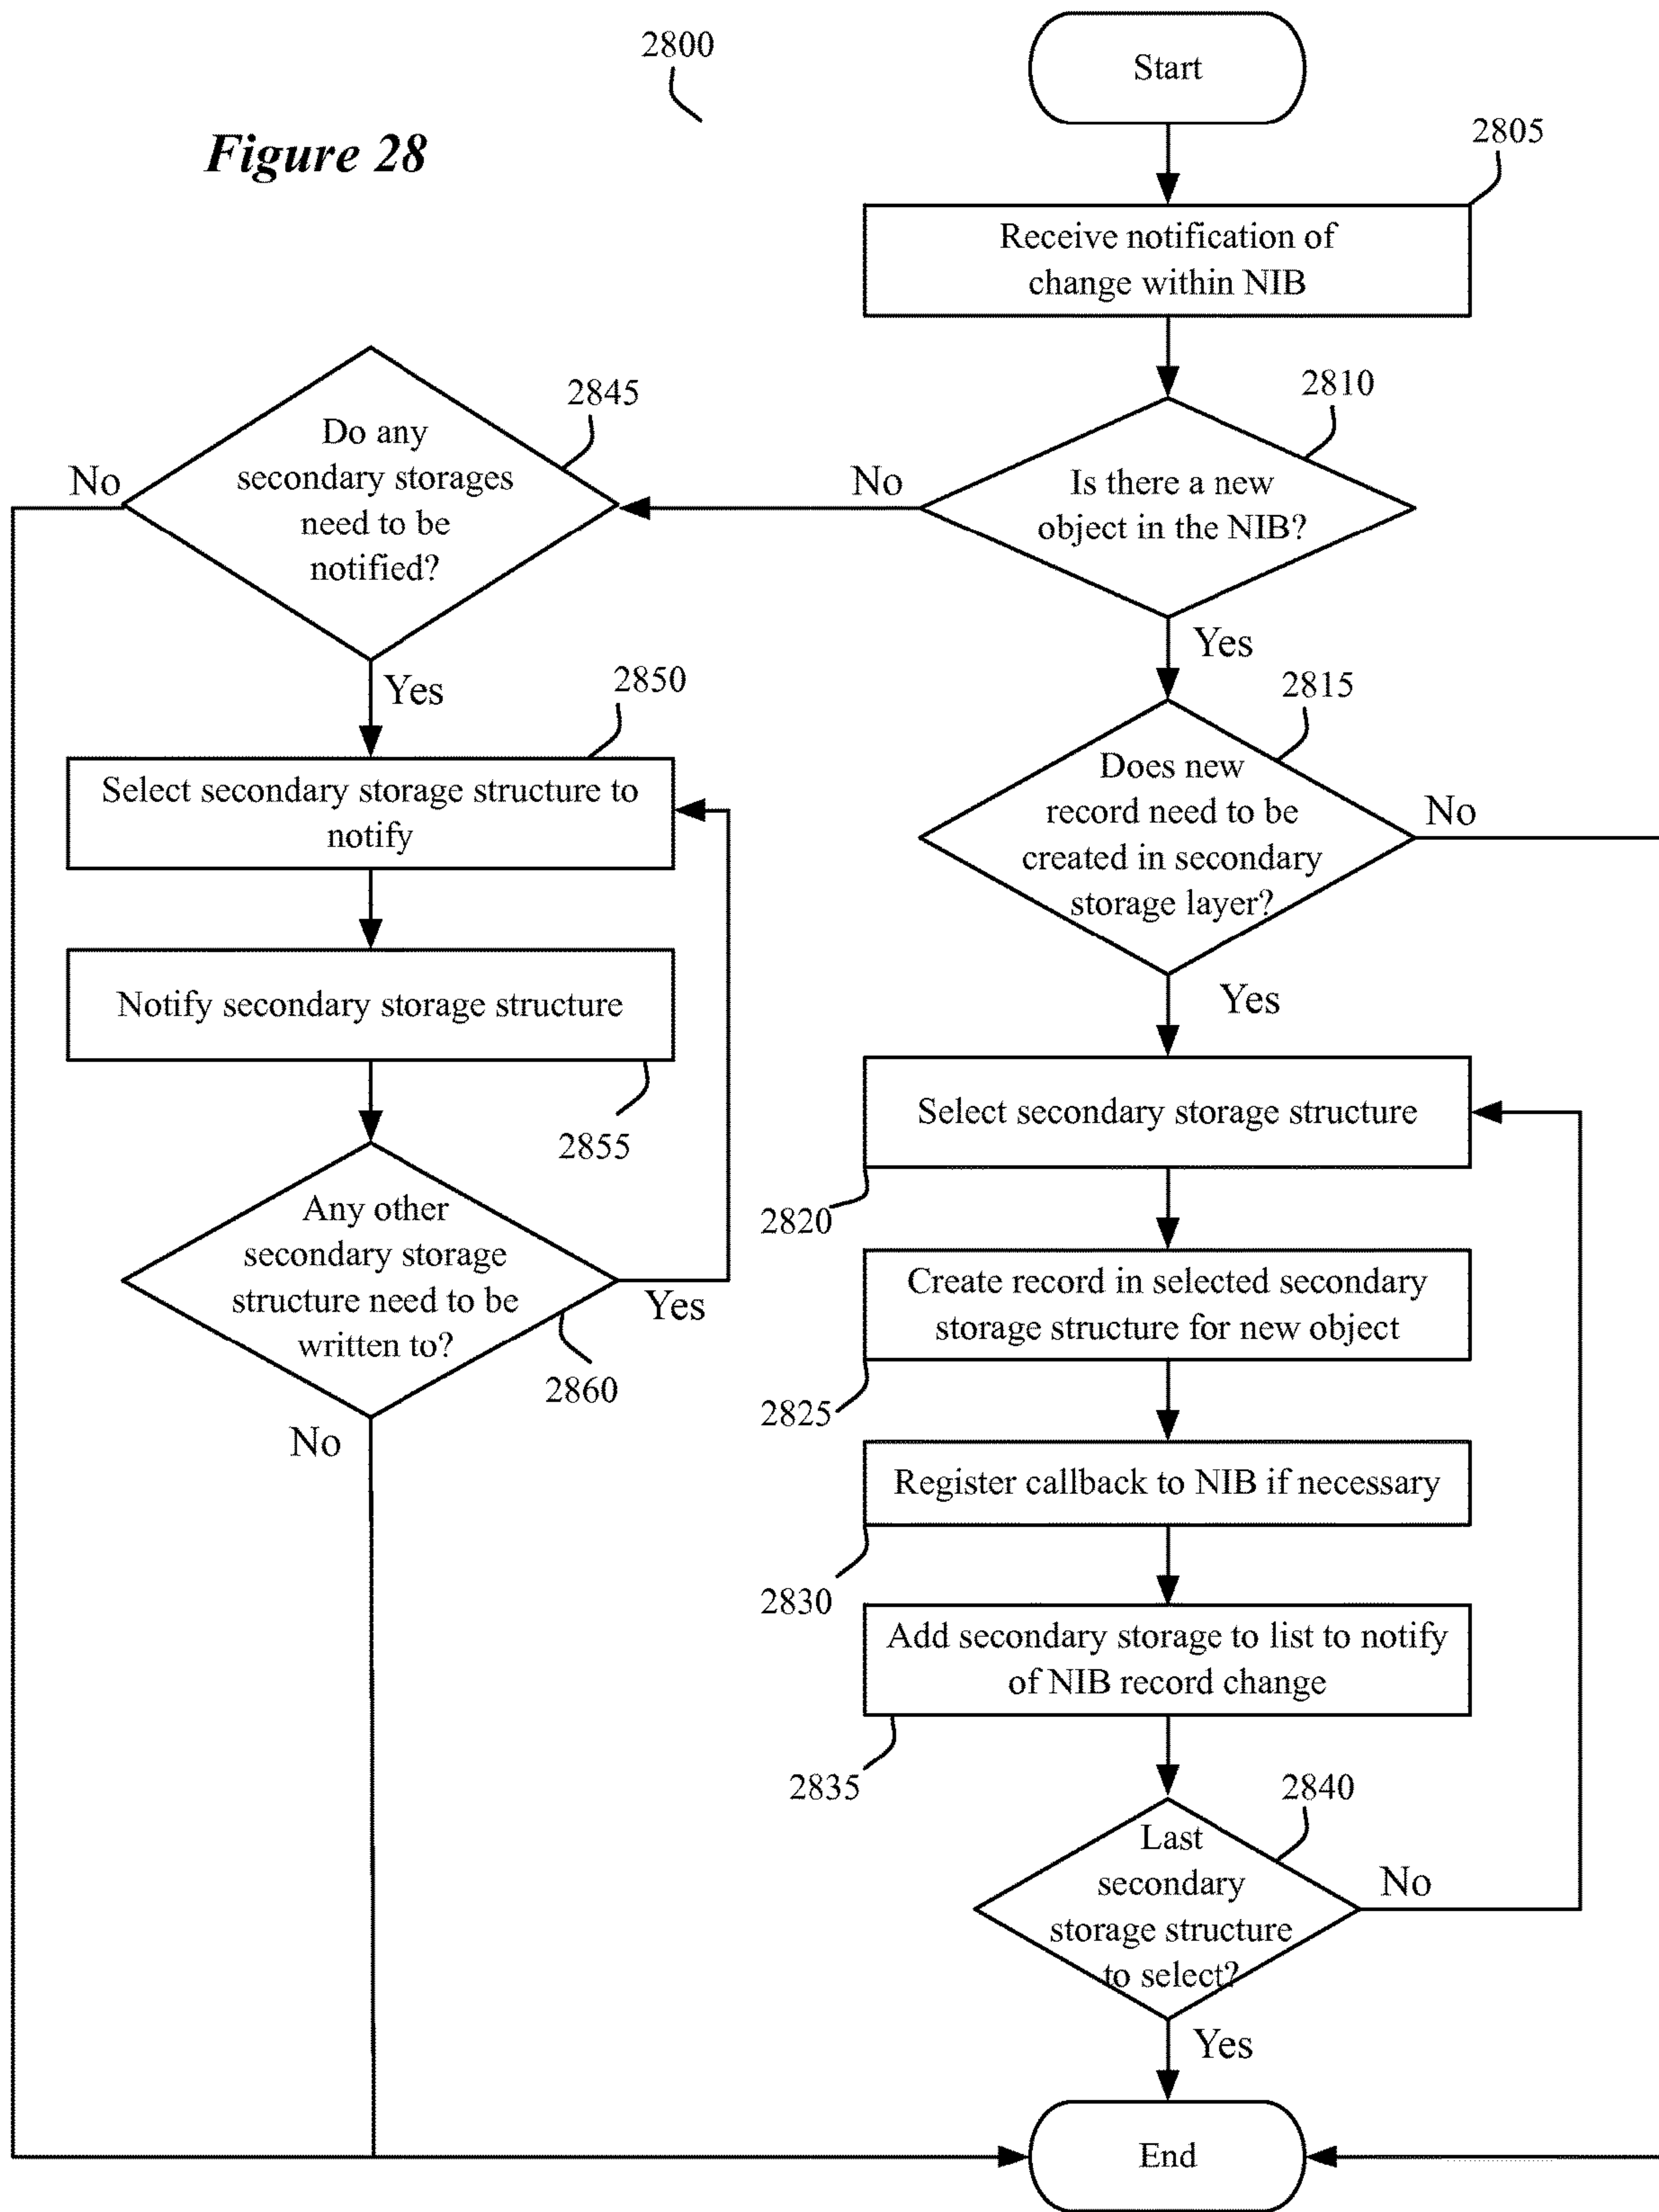 2800
Figure 28
Start
2805
Receive notification of
change within NIB
2810
Is there a new
object in the NIB?
No
Yes
2845
Do any
secondary storages
need to be
notified?
No
Yes
2850
Select secondary storage structure to
notify
Notify secondary storage structure
2855
Any other
secondary storage
structure need to be
written to?
Yes
2860
No
2815
Does new
record need to be
created in secondary
storage layer?
No
Yes
Select secondary storage structure
2820
Create record in selected secondary
storage structure for new object
2825
Register callback to NIB if necessary
2830
Add secondary storage to list to notify
of NIB record change
2835
2840
Last
secondary
storage structure
to select?
No
Yes
End